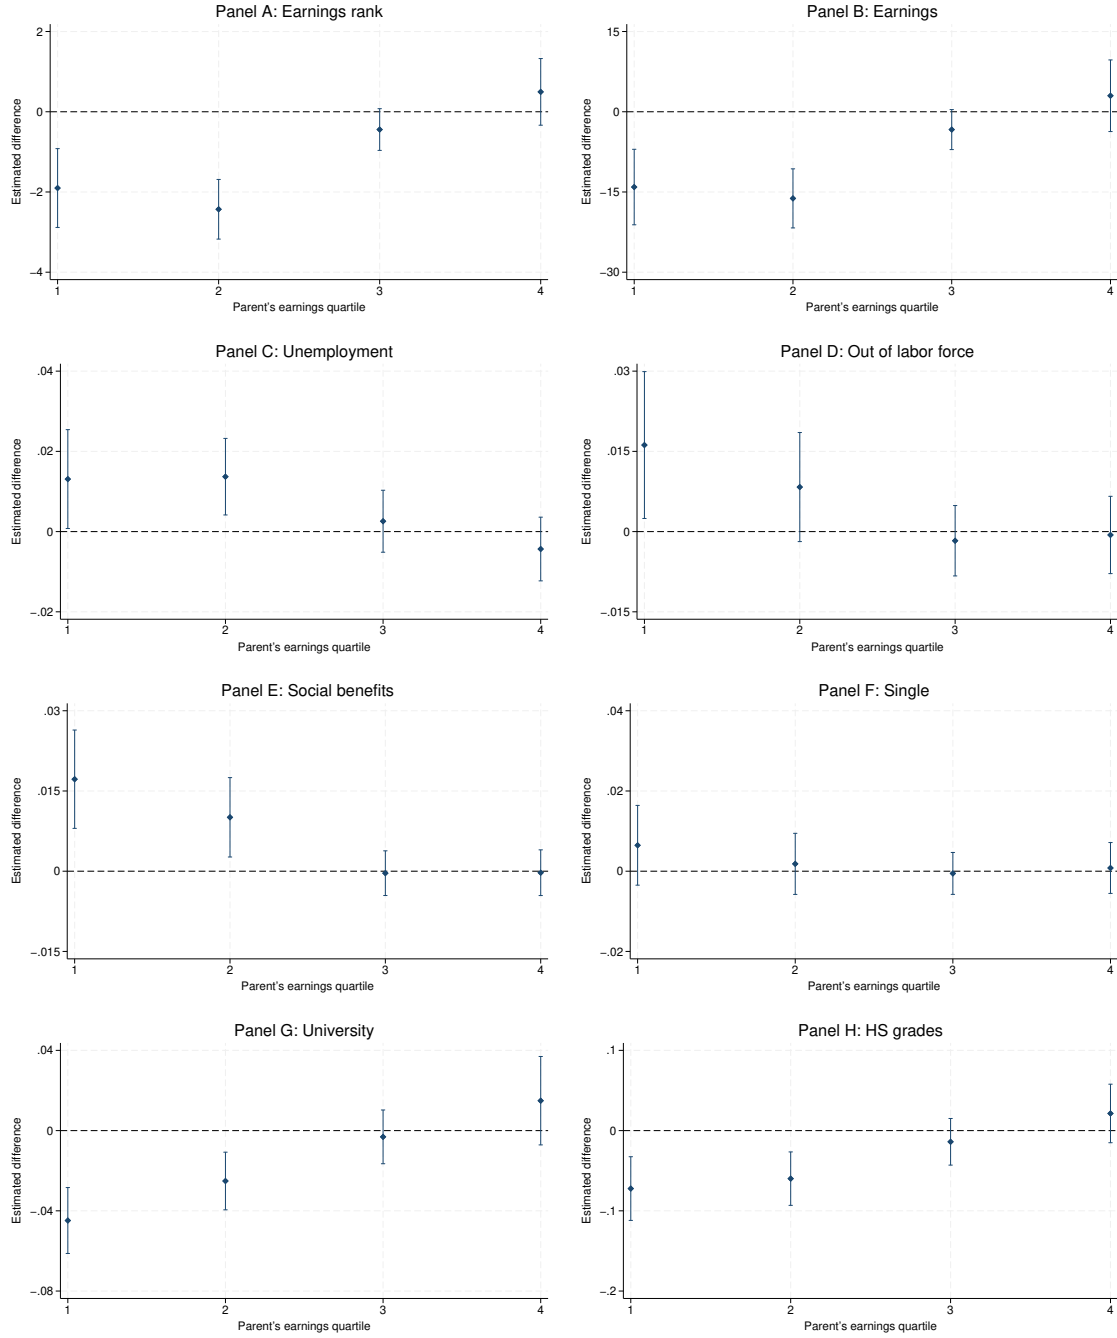 Panel A: Earnings rank
2
0
−2
−4
Estimated difference
1 2 3 4
Parent's earnings quartile
Panel B: Earnings
15
0
−15
−30
Estimated difference
1 2 3 4
Parent's earnings quartile
Panel C: Unemployment
.04
.02
0
−.02
Estimated difference
1 2 3 4
Parent's earnings quartile
Panel D: Out of labor force
.03
.015
0
−.015
Estimated difference
1 2 3 4
Parent's earnings quartile
Panel E: Social benefits
.03
.015
0
−.015
Estimated difference
1 2 3 4
Parent's earnings quartile
Panel F: Single
.04
.02
0
−.02
Estimated difference
1 2 3 4
Parent's earnings quartile
Panel G: University
.04
0
−.04
−.08
Estimated difference
1 2 3 4
Parent's earnings quartile
Panel H: HS grades
.1
0
−.1
−.2
Estimated difference
1 2 3 4
Parent's earnings quartile